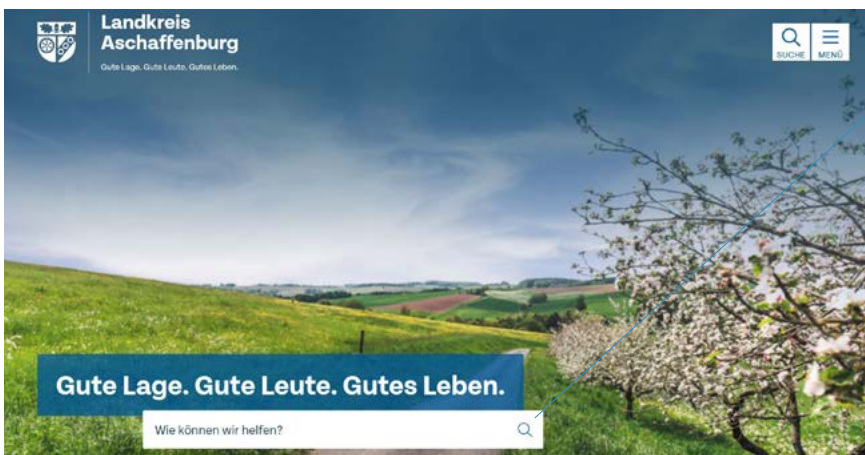 Landkreis
Aschaffenburg
Gute Lage. Gute Leute. Gutes Leben.
SUCHE MENÜ
Gute Lage. Gute Leute. Gutes Leben.
Wie können wir helfen?